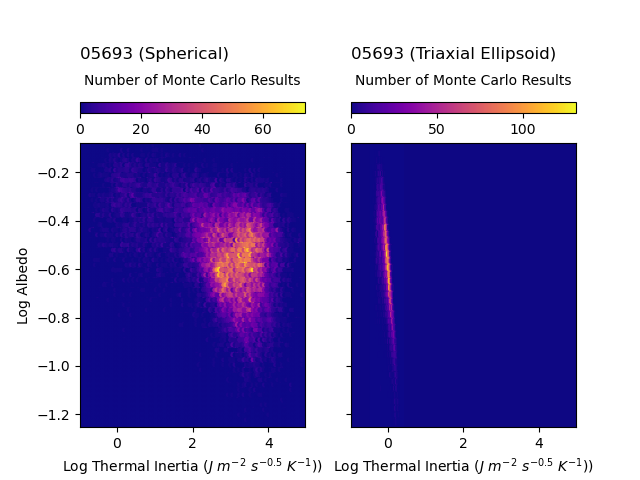 05693 (Spherical)
Number of Monte Carlo Results
0 20 40 60
05693 (Triaxial Ellipsoid)
Number of Monte Carlo Results
0 50 100
−0.2
−0.4
−0.6
−0.8
−1.0
−1.2
Log Albedo
0 2 4
Log Thermal Inertia (J m⁻² s⁻⁰·⁵ K⁻¹))
0 2 4
Log Thermal Inertia (J m⁻² s⁻⁰·⁵ K⁻¹))